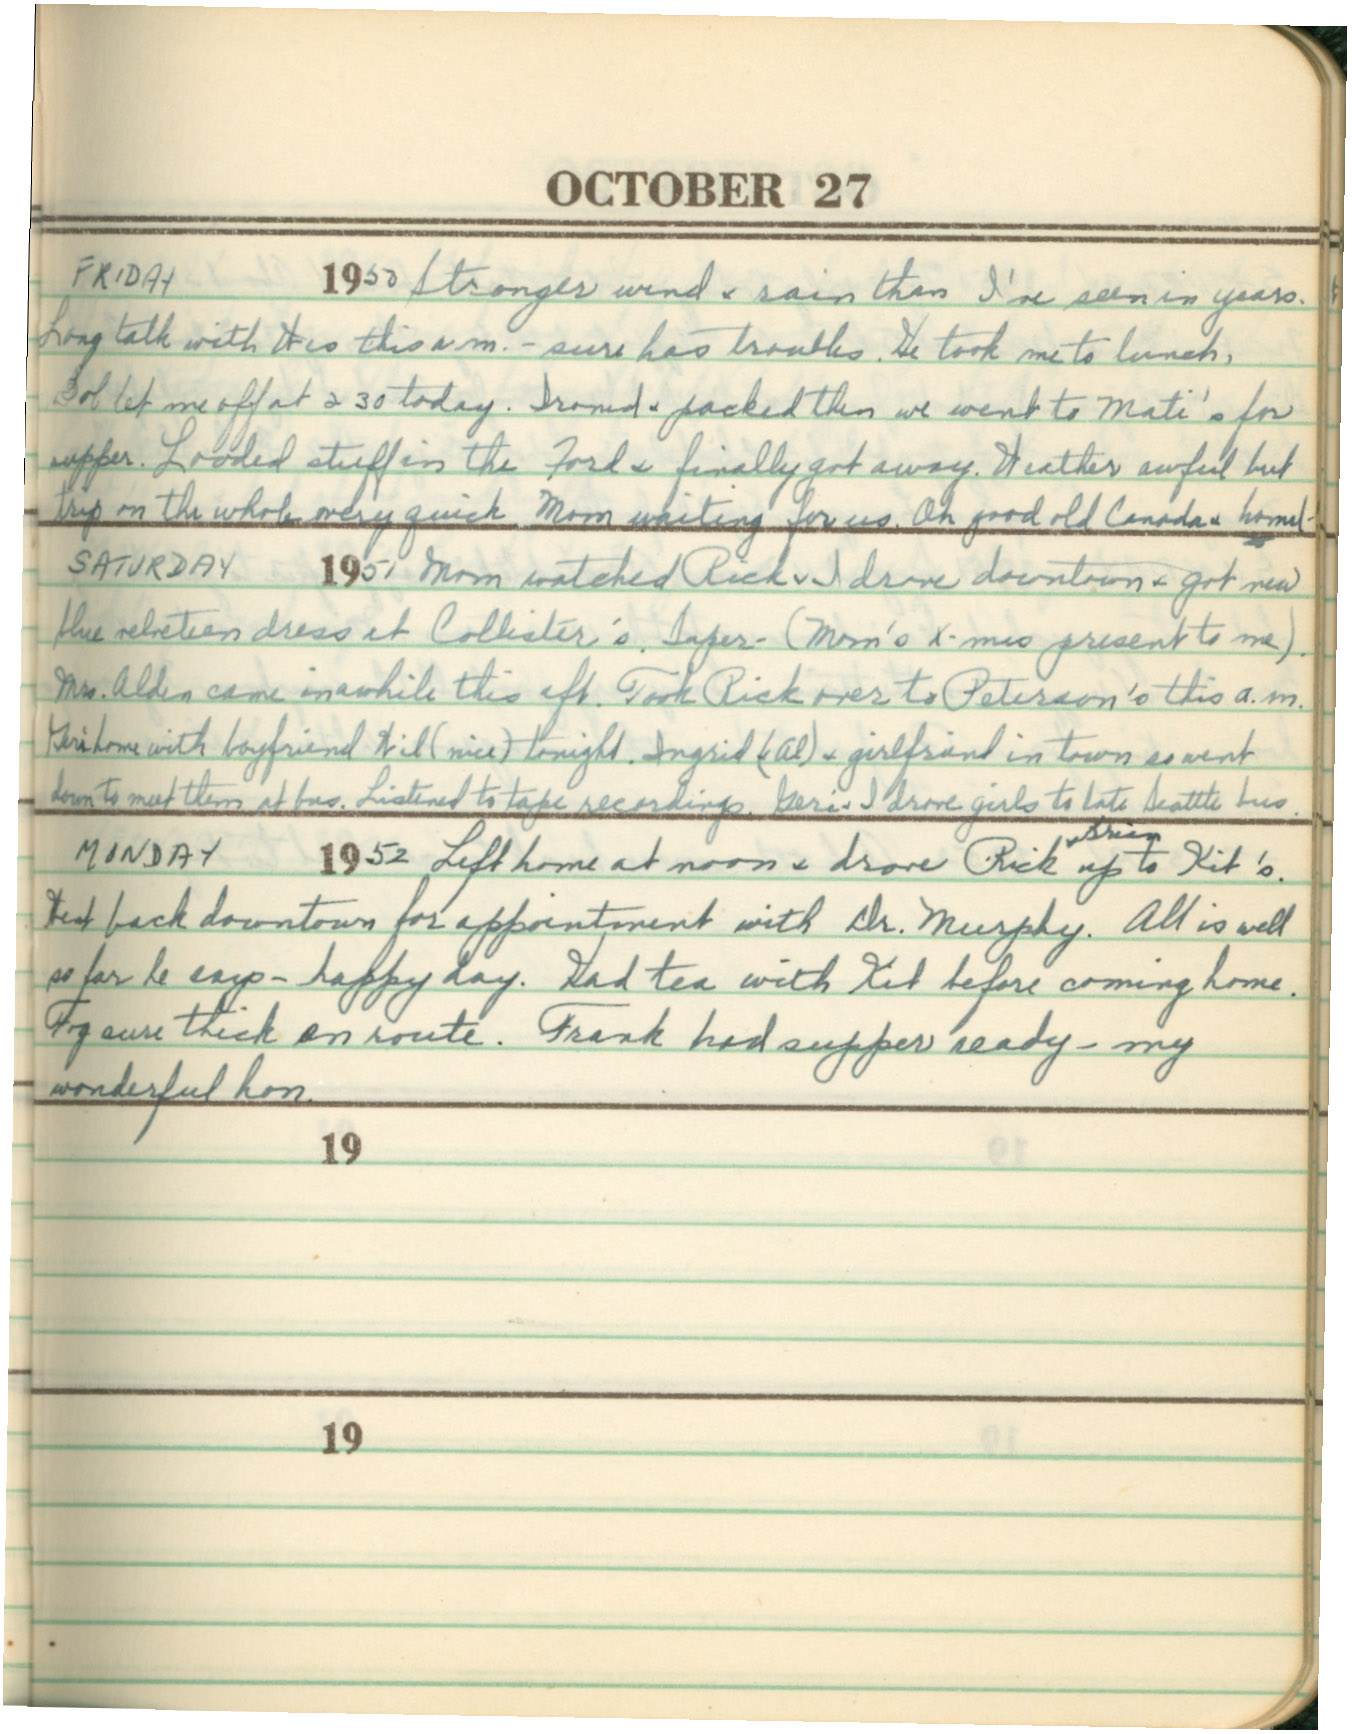 OCTOBER 27
FRIDAY 1950 Stronger wind & rain than I've seen in years.
Long talk with Wes this a.m. - sure has troubles. He took me to lunch.
Bob let me off at 2 30 today. Ironed & packed then we went to Mati's for
supper. Loaded stuff in the Ford & finally got away. Weather awful but
trip on the whole very quick. Mom waiting for us. Oh good old Canada & home! -
SATURDAY 1951 Mom watched Rick & I drove downtown & got new
blue velveteen dress at Collister's. Super - (Mom's X-mas present to me).
Mrs. Alden came in awhile this aft. Took Rick over to Peterson's this a.m.
Geri home with boyfriend Wil (nice) tonight. Ingrid (& Al) & girlfriend in town so went
down to meet them at bus. Listened to tape recordings. Geri & I drove girls to late Seattle bus.
MONDAY 1952 Left home at noon & drove Rick & Brian up to Kit's.
Went back downtown for appointment with Dr. Murphy. All is well
so far he says - happy day. Had tea with Kit before coming home.
Fog sure thick en route. Frank had supper ready - my
wonderful hon.
19
19